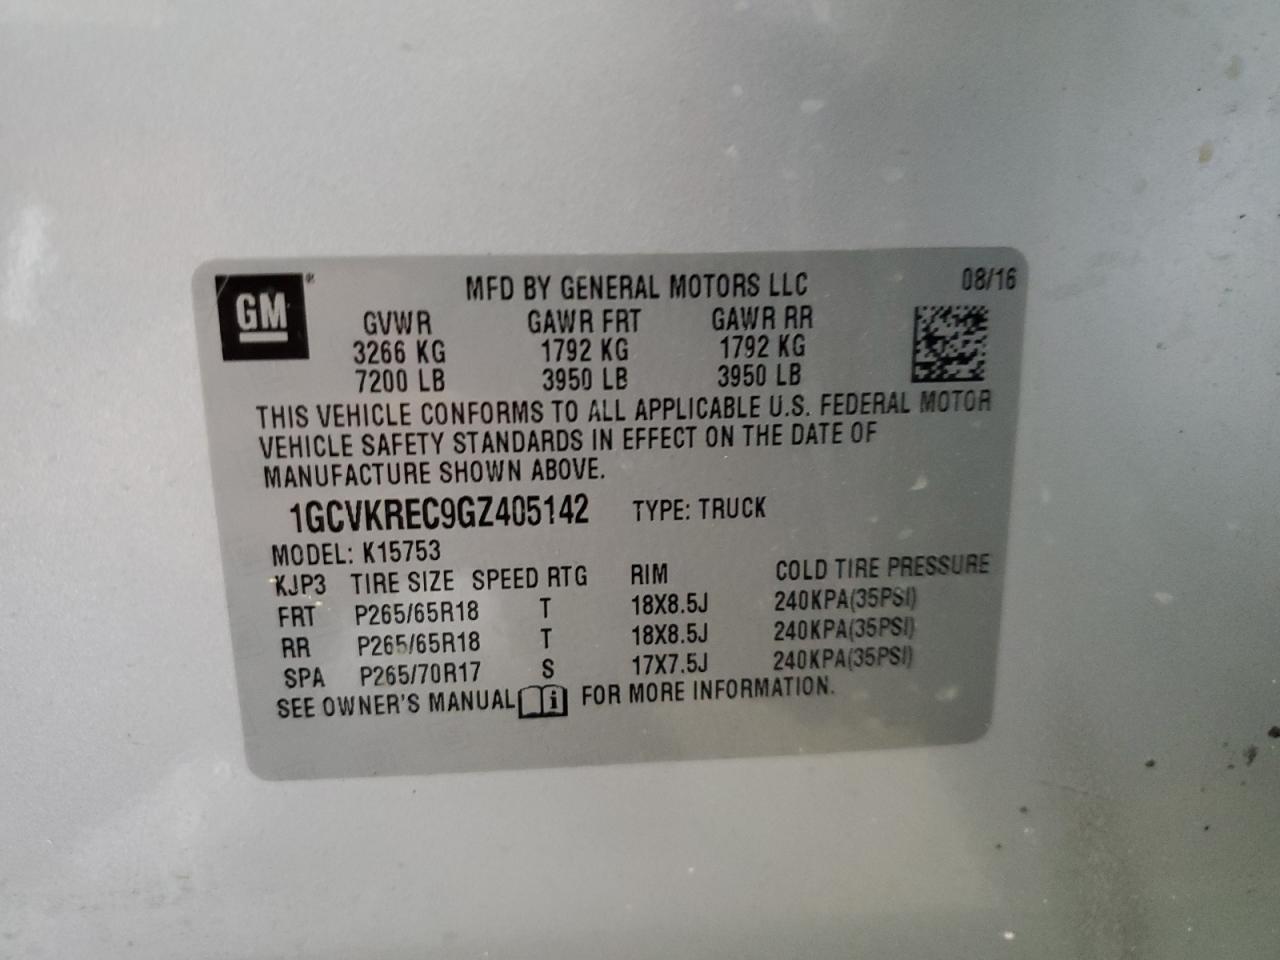 GM®
MFD BY GENERAL MOTORS LLC 08/16
GVWR GAWR FRT GAWR RR
3266 KG 1792 KG 1792 KG
7200 LB 3950 LB 3950 LB
THIS VEHICLE CONFORMS TO ALL APPLICABLE U.S. FEDERAL MOTOR
VEHICLE SAFETY STANDARDS IN EFFECT ON THE DATE OF
MANUFACTURE SHOWN ABOVE.
1GCVKREC9GZ405142 TYPE: TRUCK
MODEL: K15753
KJP3 TIRE SIZE SPEED RTG RIM COLD TIRE PRESSURE
FRT P265/65R18 T 18X8.5J 240KPA(35PSI)
RR P265/65R18 T 18X8.5J 240KPA(35PSI)
SPA P265/70R17 S 17X7.5J 240KPA(35PSI)
SEE OWNER'S MANUAL i FOR MORE INFORMATION.